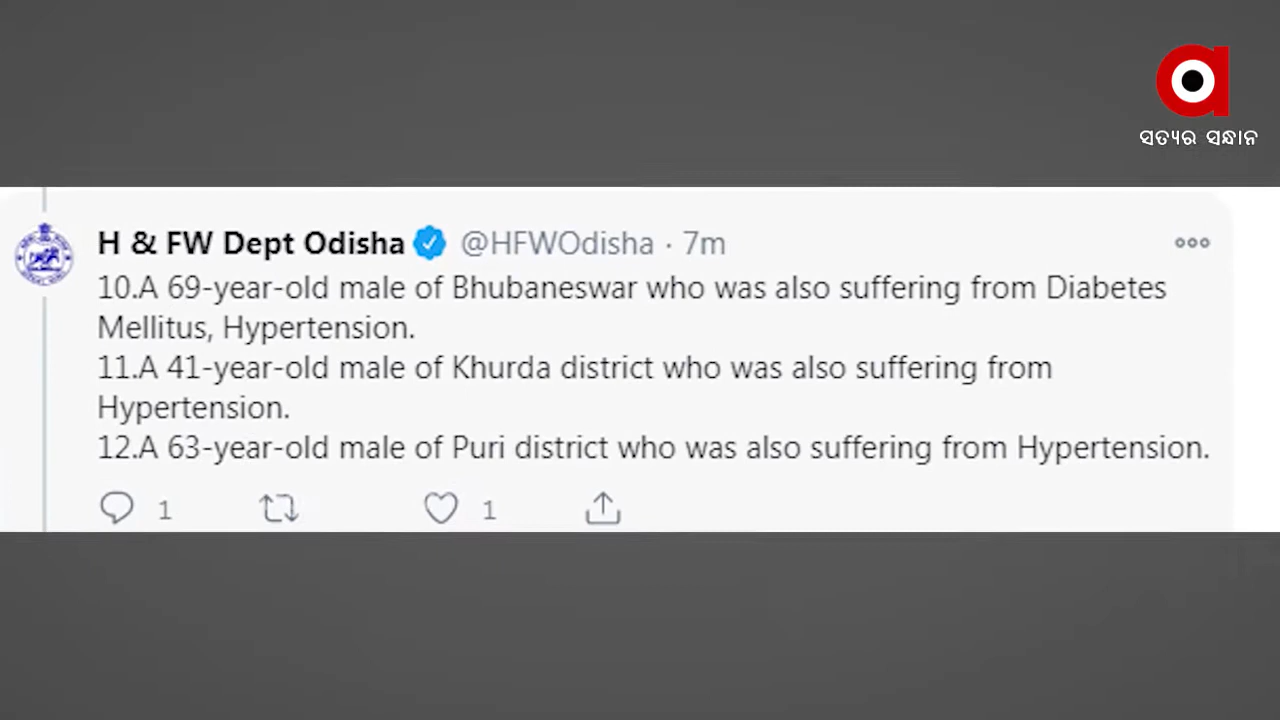 ସତ୍ୟର ସନ୍ଧାନ
H & FW Dept Odisha @HFWOdisha · 7m
10.A 69-year-old male of Bhubaneswar who was also suffering from Diabetes
Mellitus, Hypertension.
11.A 41-year-old male of Khurda district who was also suffering from
Hypertension.
12.A 63-year-old male of Puri district who was also suffering from Hypertension.
1 1